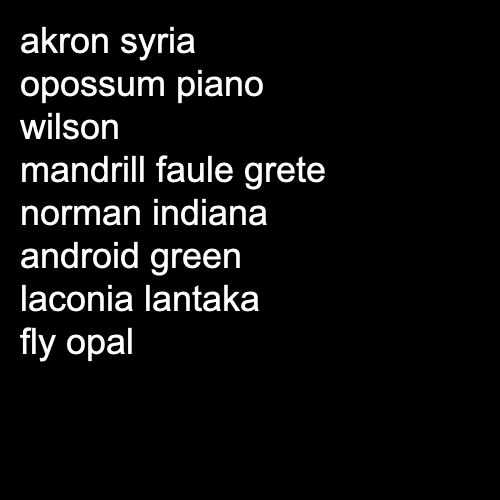 akron syria
opossum piano
wilson
mandrill faule grete
norman indiana
android green
laconia lantaka
fly opal